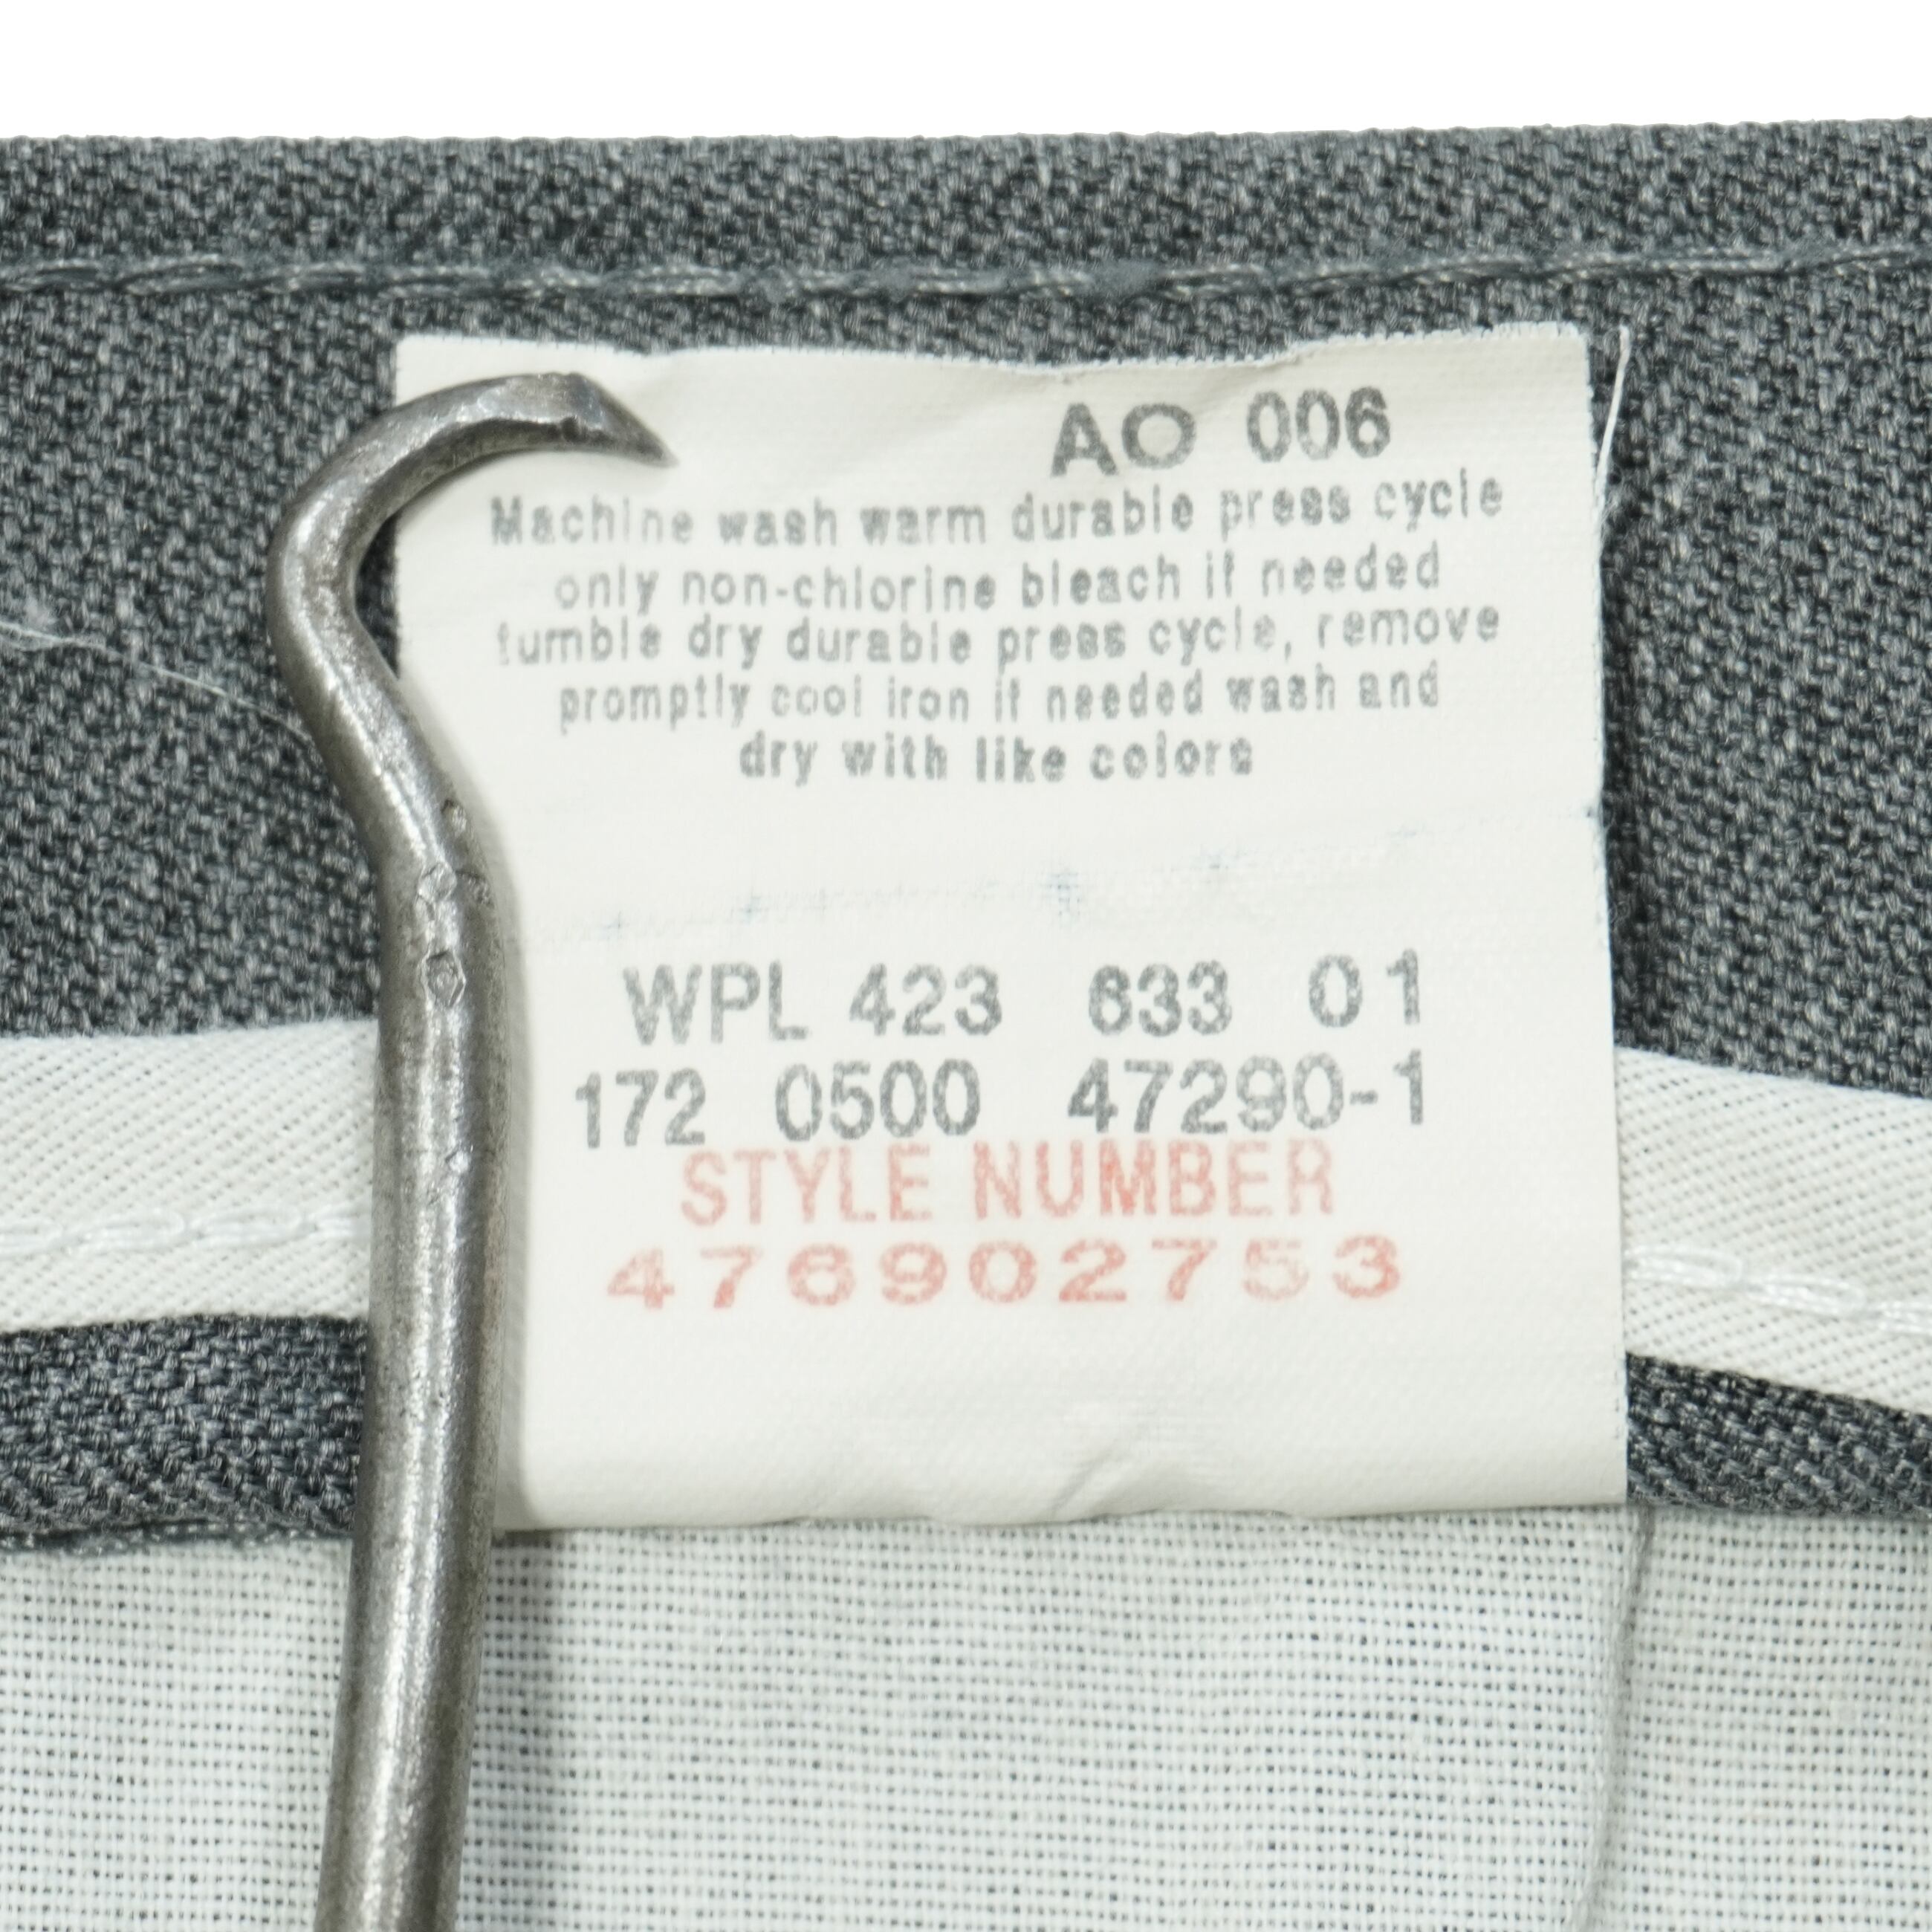 AO 006
Machine wash warm durable press cycle
only non-chlorine bleach if needed
tumble dry durable press cycle, remove
promptly cool iron if needed wash and
dry with like colors
WPL 423 633 01
172 0500 47290-1
STYLE NUMBER
476902753